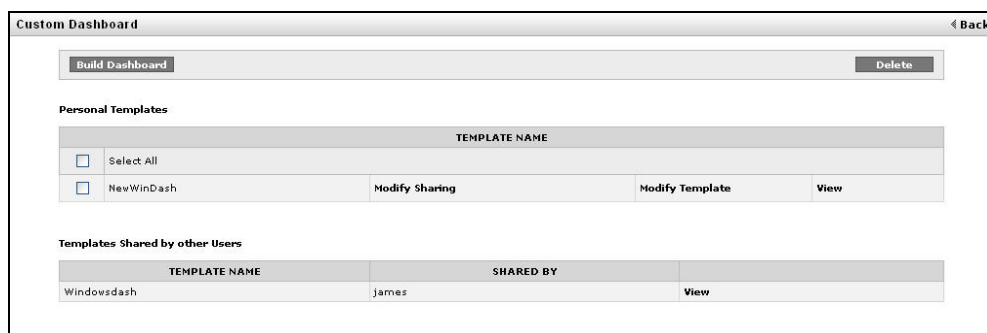 Custom Dashboard Back
Build Dashboard Delete
Personal Templates
TEMPLATE NAME
Select All
NewWinDash Modify Sharing Modify Template View
Templates Shared by other Users
TEMPLATE NAME SHARED BY
Windowsdash james View